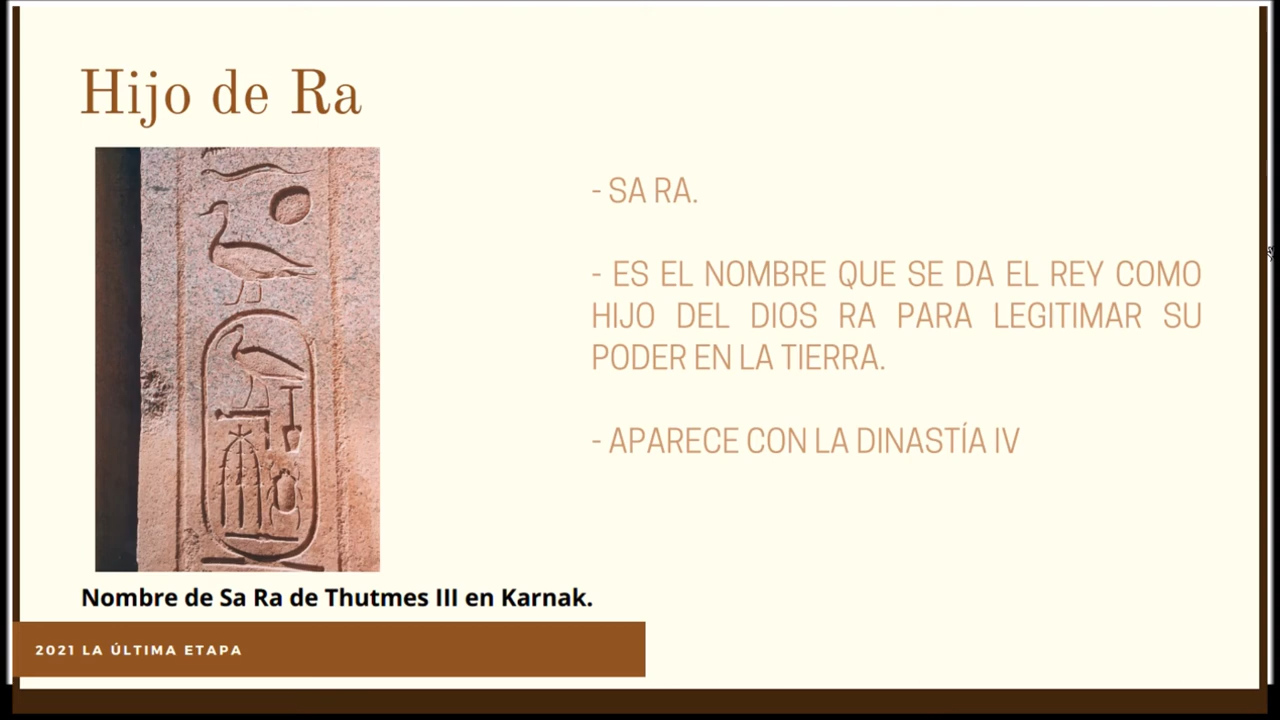 Hijo de Ra
- SA RA.
- ES EL NOMBRE QUE SE DA EL REY COMO
HIJO DEL DIOS RA PARA LEGITIMAR SU
PODER EN LA TIERRA.
- APARECE CON LA DINASTÍA IV
Nombre de Sa Ra de Thutmes III en Karnak.
2021 LA ÚLTIMA ETAPA